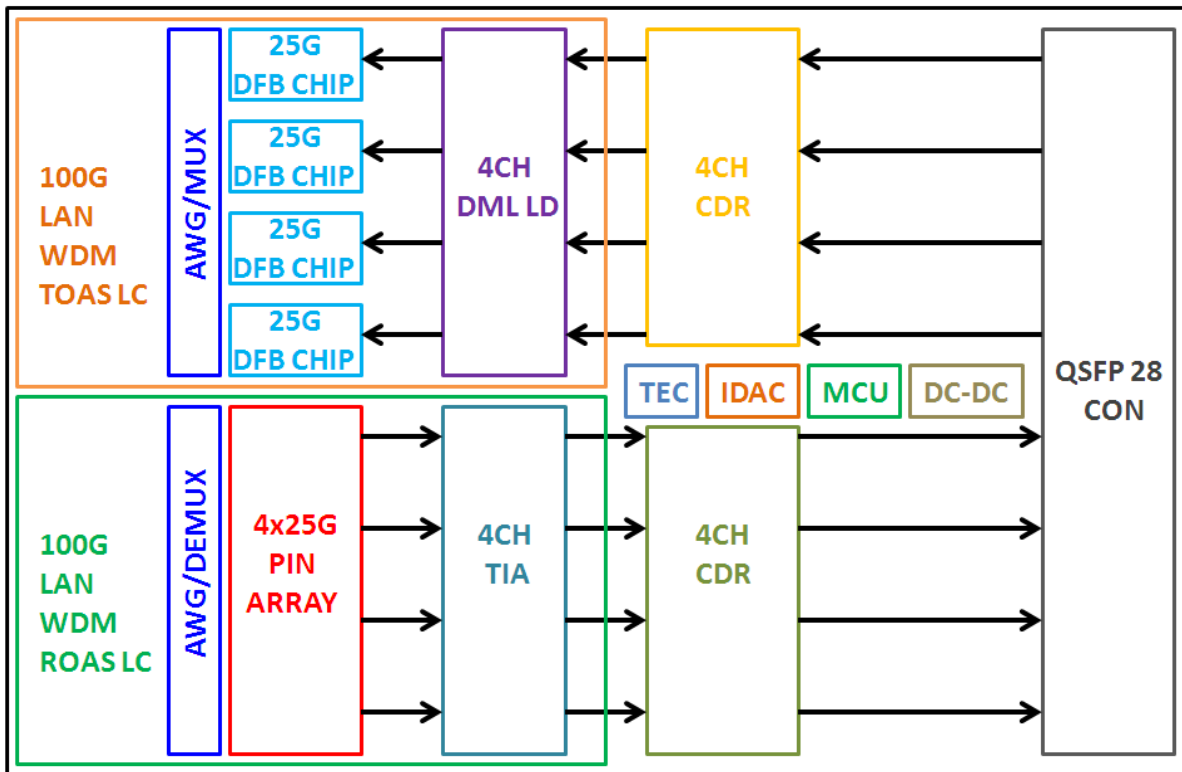 100G
LAN
WDM
TOAS LC
AWG/MUX
25G
DFB CHIP
25G
DFB CHIP
25G
DFB CHIP
25G
DFB CHIP
4CH
DML LD
4CH
CDR
QSFP 28
CON
TEC
IDAC
MCU
DC-DC
100G
LAN
WDM
ROAS LC
AWG/DEMUX
4x25G
PIN
ARRAY
4CH
TIA
4CH
CDR